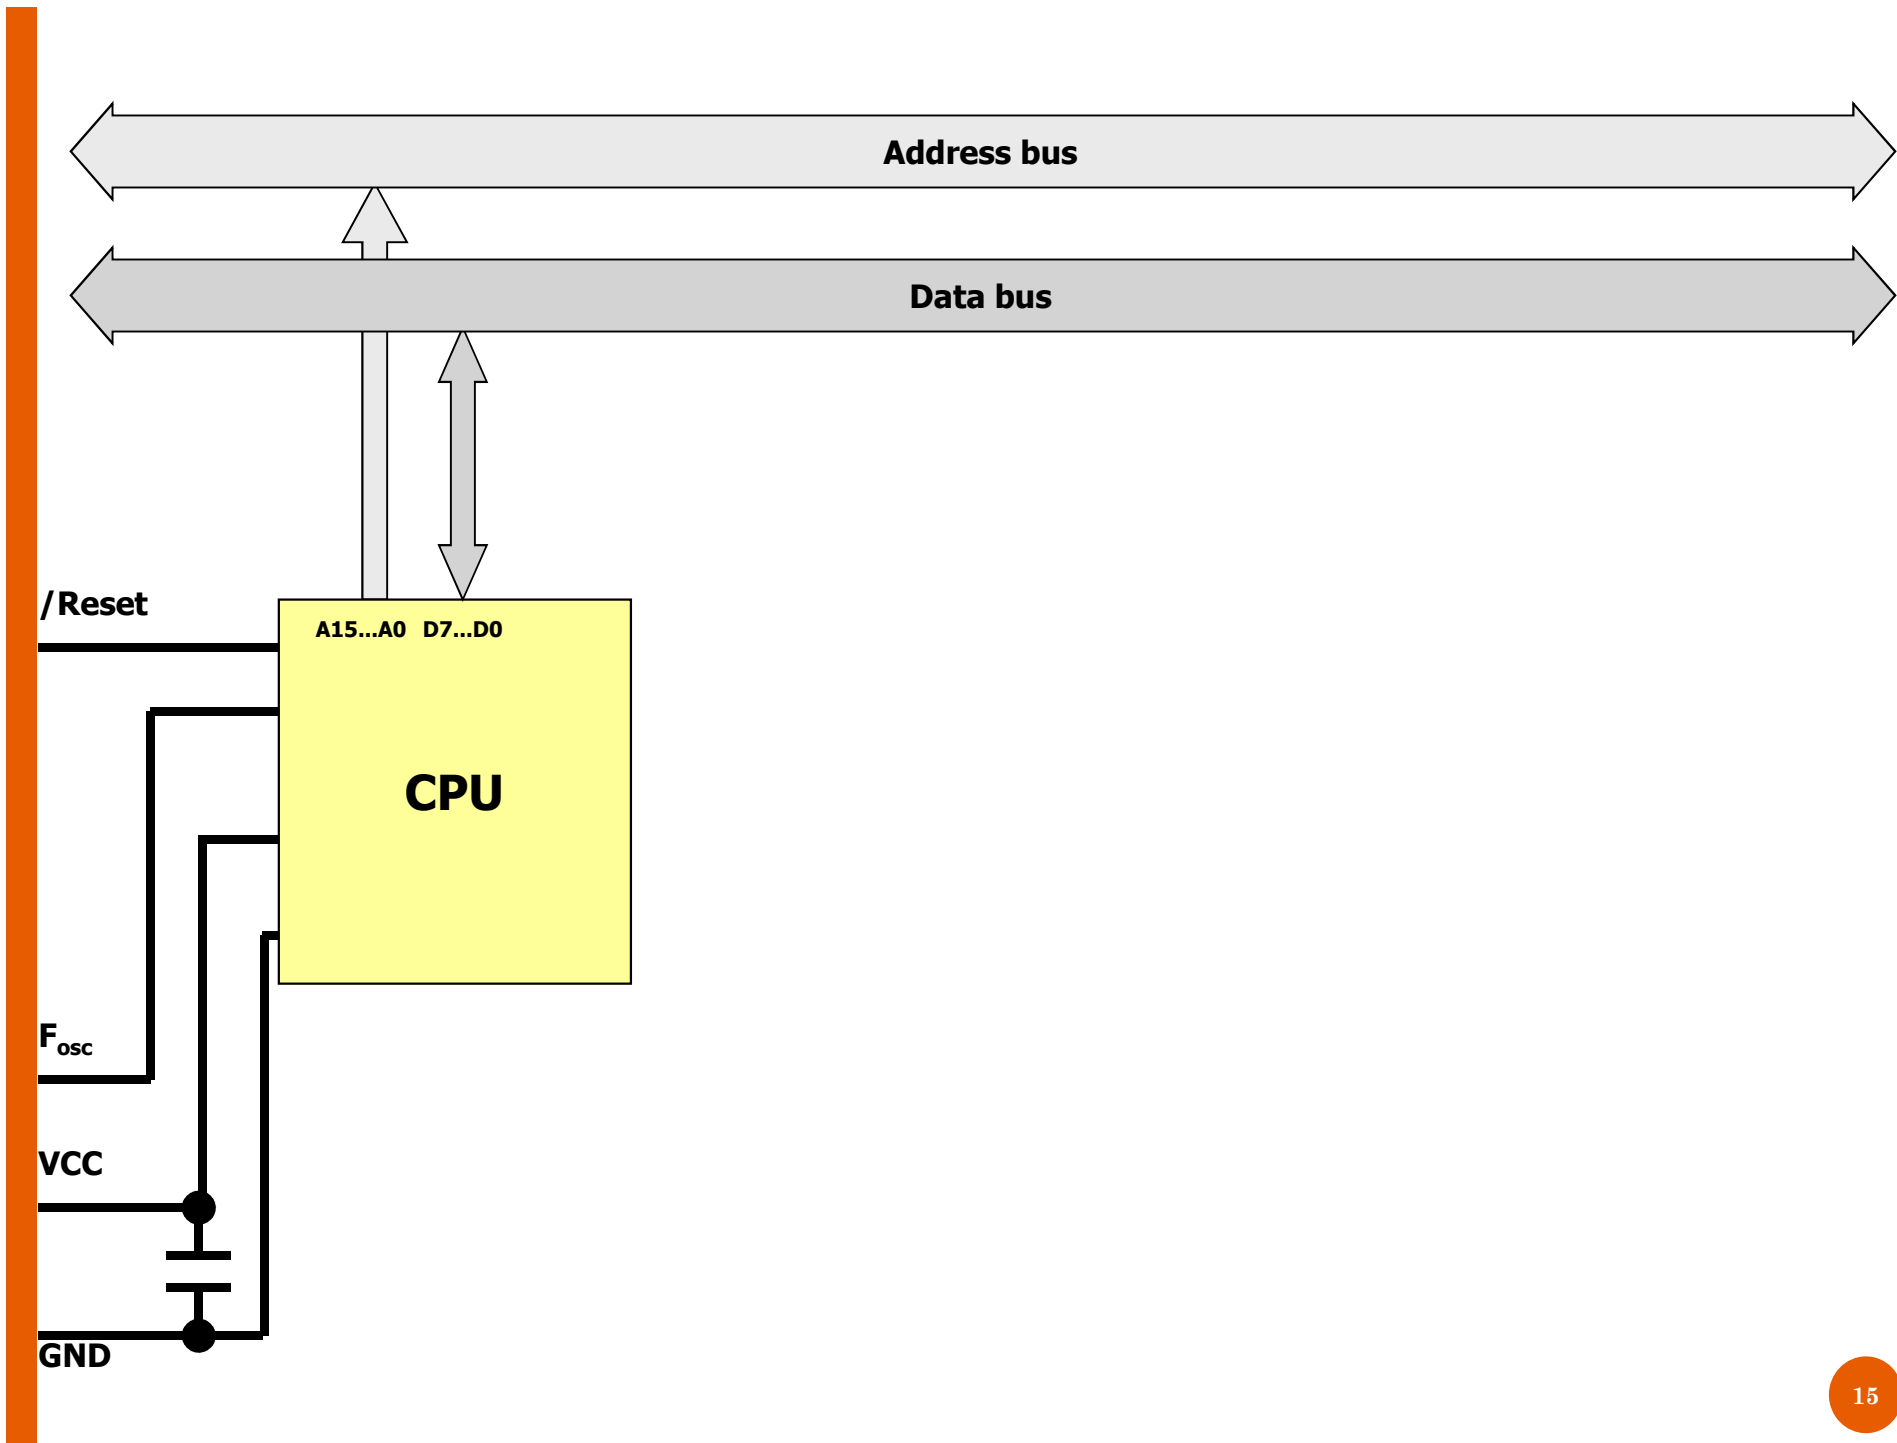 Address bus
Data bus
/Reset
A15...A0 D7...D0
CPU
Fosc
VCC
GND
15